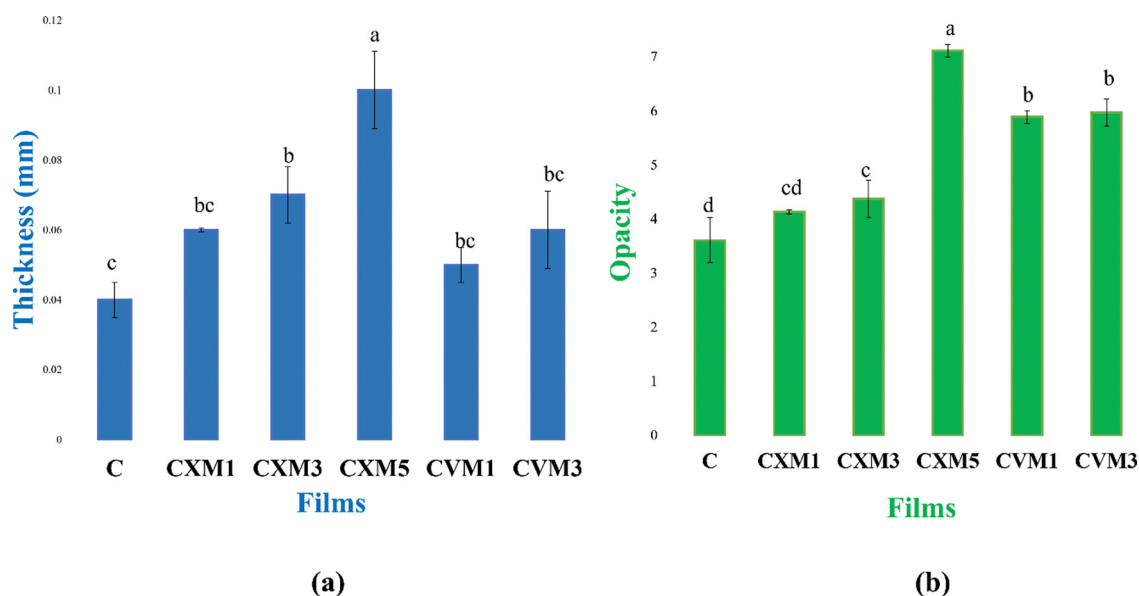 0.12
0.1
0.08
0.06
0.04
0.02
0
Thickness (mm)
c
bc
b
a
bc
bc
C CXM1 CXM3 CXM5 CVM1 CVM3
Films
(a)
7
6
5
4
3
2
1
0
Opacity
d
cd
c
a
b
b
C CXM1 CXM3 CXM5 CVM1 CVM3
Films
(b)